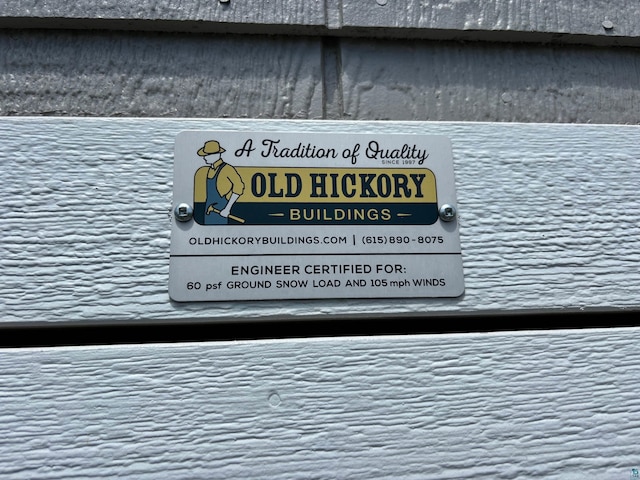 A Tradition of Quality
SINCE 1997
OLD HICKORY
BUILDINGS
OLDHICKORYBUILDINGS.COM | (615) 890-8075
ENGINEER CERTIFIED FOR:
60 psf GROUND SNOW LOAD AND 105 mph WINDS